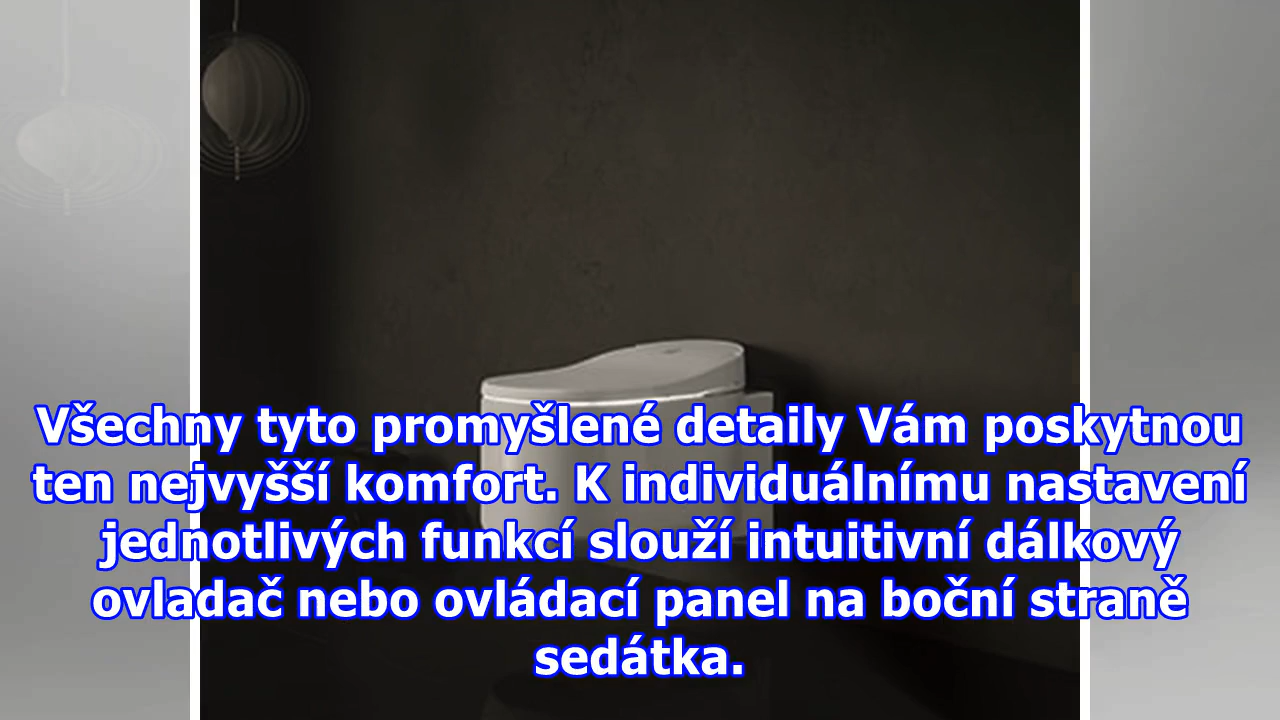 Všechny tyto promyšlené detaily Vám poskytnou
ten nejvyšší komfort. K individuálnímu nastavení
jednotlivých funkcí slouží intuitivní dálkový
ovladač nebo ovládací panel na boční straně
sedátka.